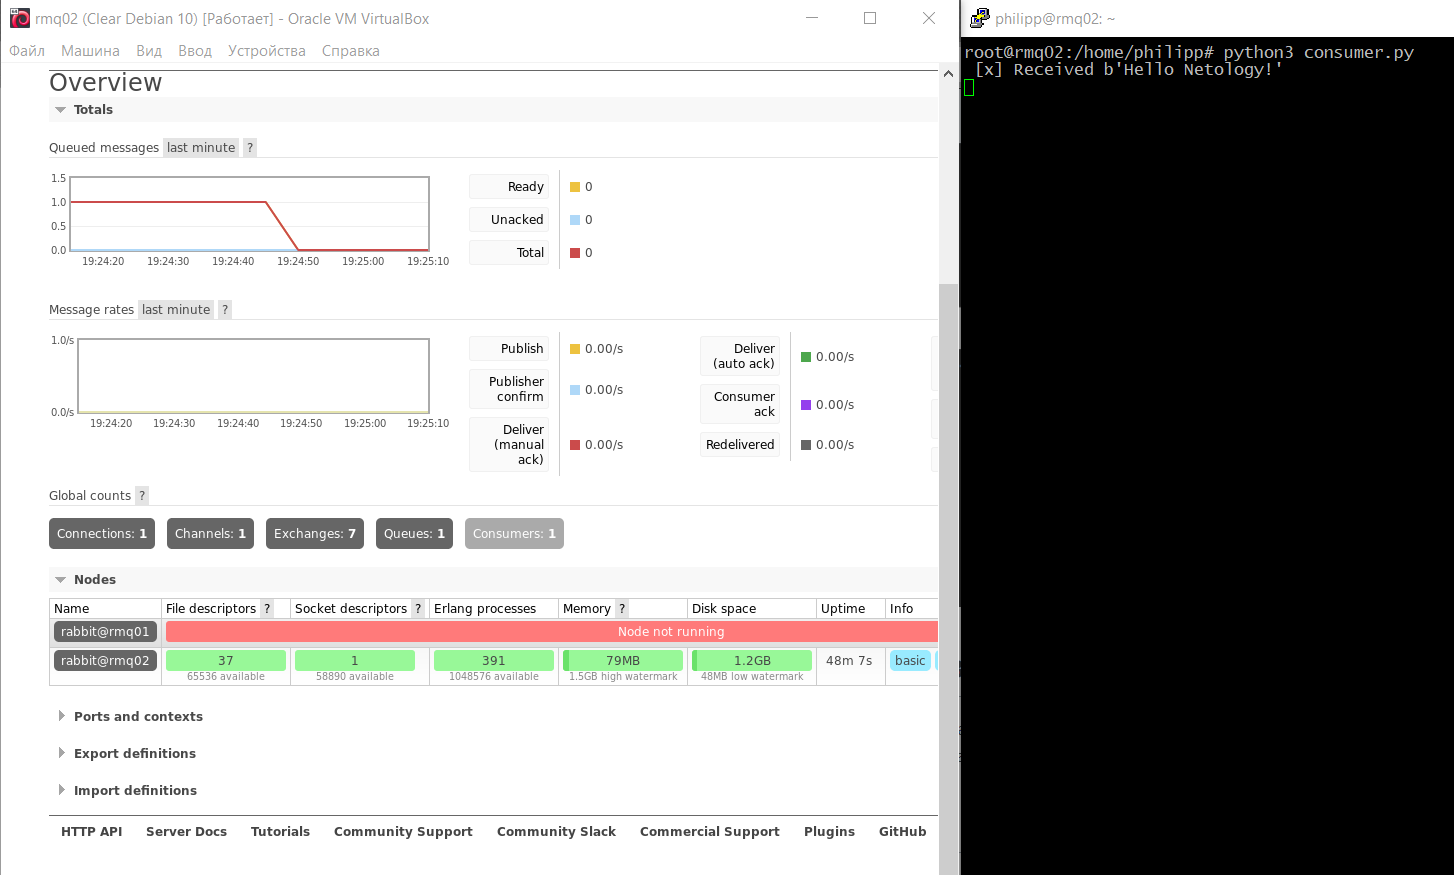 rmq02 (Clear Debian 10) [Работает] - Oracle VM VirtualBox
Файл Машина Вид Ввод Устройства Справка
Overview
Totals
Queued messages last minute ?
1.5
1.0
0.5
0.0
19:24:20 19:24:30 19:24:40 19:24:50 19:25:00 19:25:10
Ready 0
Unacked 0
Total 0
Message rates last minute ?
1.0/s
0.0/s
19:24:20 19:24:30 19:24:40 19:24:50 19:25:00 19:25:10
Publish 0.00/s
Publisher
confirm 0.00/s
Deliver
(manual
ack) 0.00/s
Deliver
(auto ack) 0.00/s
Consumer
ack 0.00/s
Redelivered 0.00/s
Global counts ?
Connections: 1 Channels: 1 Exchanges: 7 Queues: 1 Consumers: 1
Nodes
Name File descriptors ? Socket descriptors ? Erlang processes Memory ? Disk space Uptime Info
rabbit@rmq01 Node not running
rabbit@rmq02 37 1 391 79MB 1.2GB 48m 7s basic
65536 available 58890 available 1048576 available 1.5GB high watermark 48MB low watermark
Ports and contexts
Export definitions
Import definitions
HTTP API Server Docs Tutorials Community Support Community Slack Commercial Support Plugins GitHub
philipp@rmq02: ~
root@rmq02:/home/philipp# python3 consumer.py
[x] Received b'Hello Netology!'